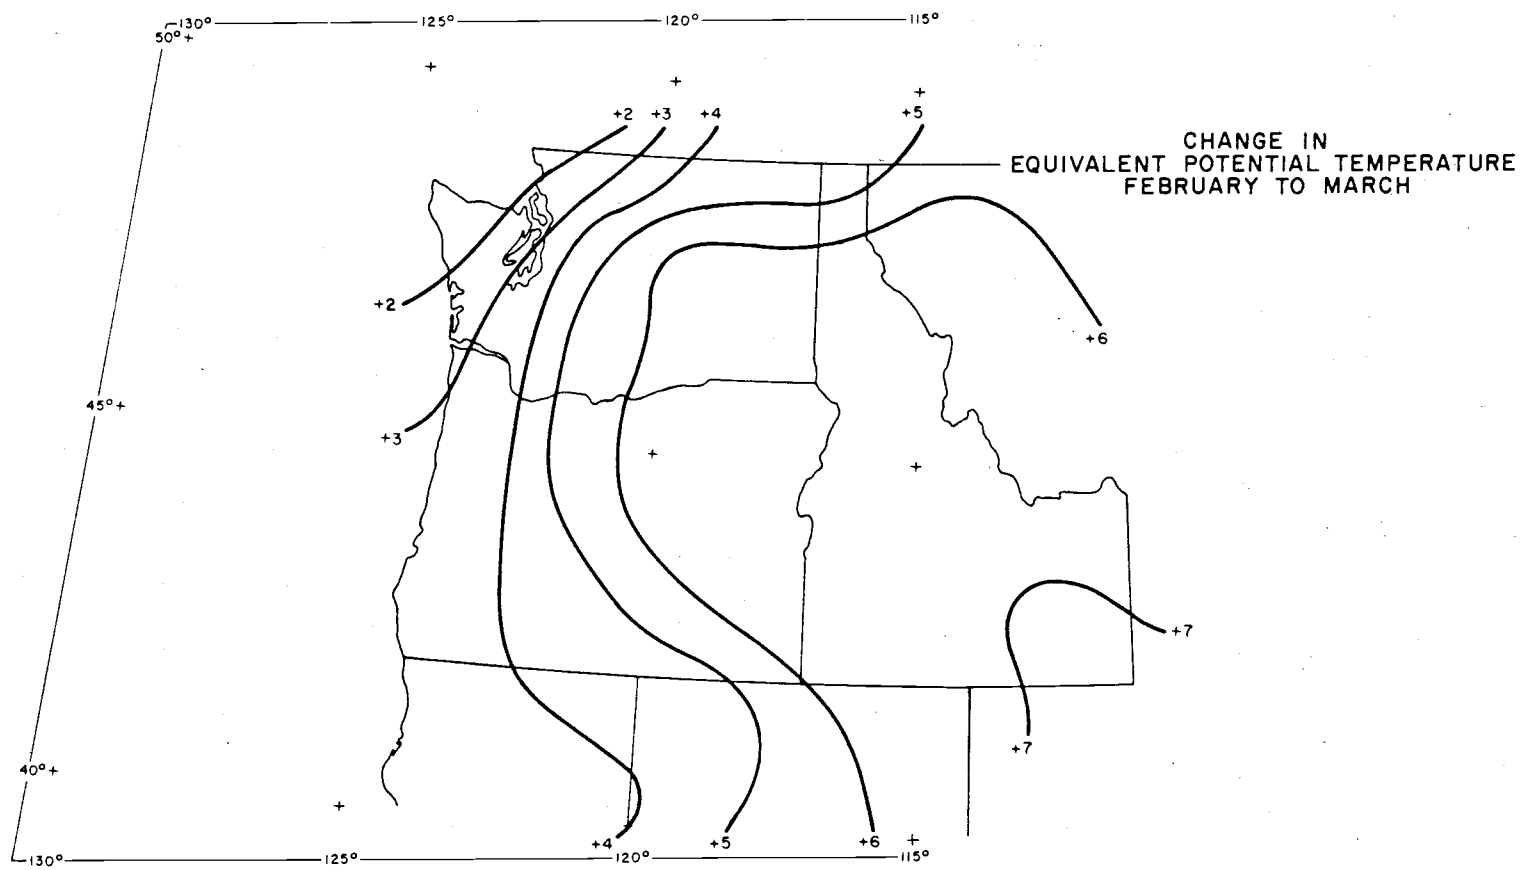 130° 125° 120° 115°
50°+
+2 +3 +4 +5
CHANGE IN
EQUIVALENT POTENTIAL TEMPERATURE
FEBRUARY TO MARCH
+2
+6
45°+
+3
+7
+7
40°+
+4 +5 +6
130° 125° 120° 115°